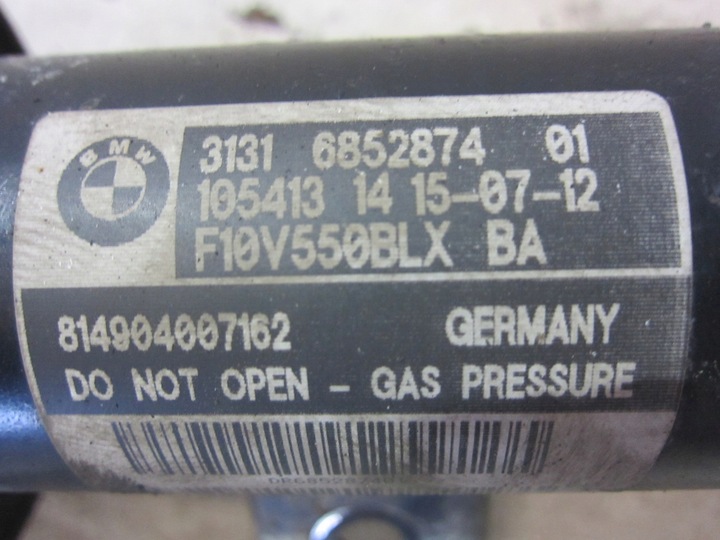 BMW
3131 6852874 01
105413 14 15-07-12
F10V550BLX BA
814904007162 GERMANY
DO NOT OPEN - GAS PRESSURE